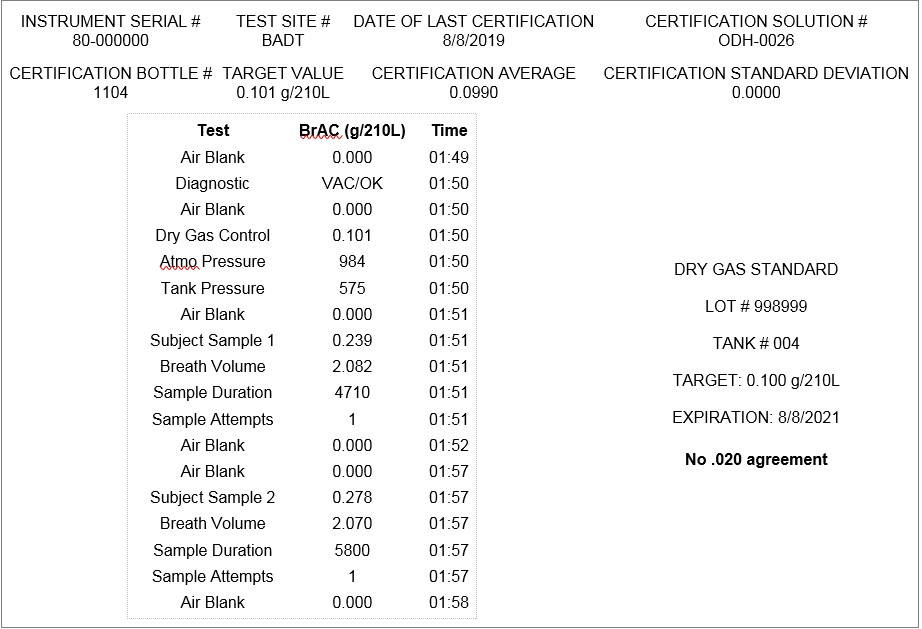 INSTRUMENT SERIAL # TEST SITE # DATE OF LAST CERTIFICATION CERTIFICATION SOLUTION #
80-000000 BADT 8/8/2019 ODH-0026
CERTIFICATION BOTTLE # TARGET VALUE CERTIFICATION AVERAGE CERTIFICATION STANDARD DEVIATION
1104 0.101 g/210L 0.0990 0.0000
Test BrAC (g/210L) Time
Air Blank 0.000 01:49
Diagnostic VAC/OK 01:50
Air Blank 0.000 01:50
Dry Gas Control 0.101 01:50
Atmo Pressure 984 01:50
Tank Pressure 575 01:50
Air Blank 0.000 01:51
Subject Sample 1 0.239 01:51
Breath Volume 2.082 01:51
Sample Duration 4710 01:51
Sample Attempts 1 01:51
Air Blank 0.000 01:52
Air Blank 0.000 01:57
Subject Sample 2 0.278 01:57
Breath Volume 2.070 01:57
Sample Duration 5800 01:57
Sample Attempts 1 01:57
Air Blank 0.000 01:58
DRY GAS STANDARD
LOT # 998999
TANK # 004
TARGET: 0.100 g/210L
EXPIRATION: 8/8/2021
No .020 agreement